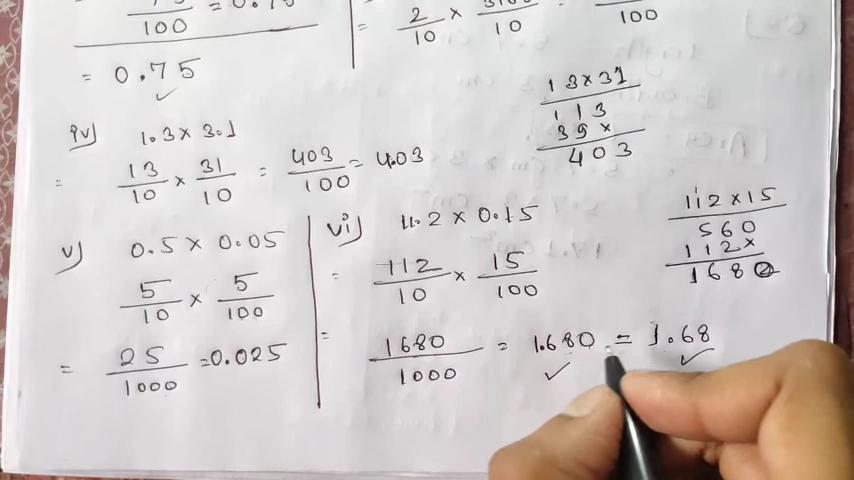 100
= 0.75
2/10 × /10
100
iv) 1.3 × 3.1
= 13/10 × 31/10 = 403/100 = 4.03
13×31
113
39×
403
v) 0.5 × 0.05
5/10 × 5/100
= 25/1000 = 0.025
vi) 11.2 × 0.15
= 112/10 × 15/100
= 1680/1000 = 1.680 = 1.68
112×15
560
112×
1680